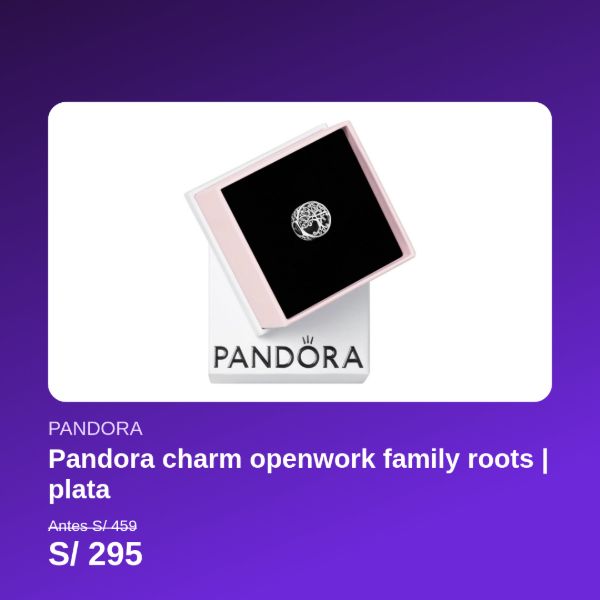 PANDORA
PANDORA
Pandora charm openwork family roots |
plata
Antes S/ 459
S/ 295